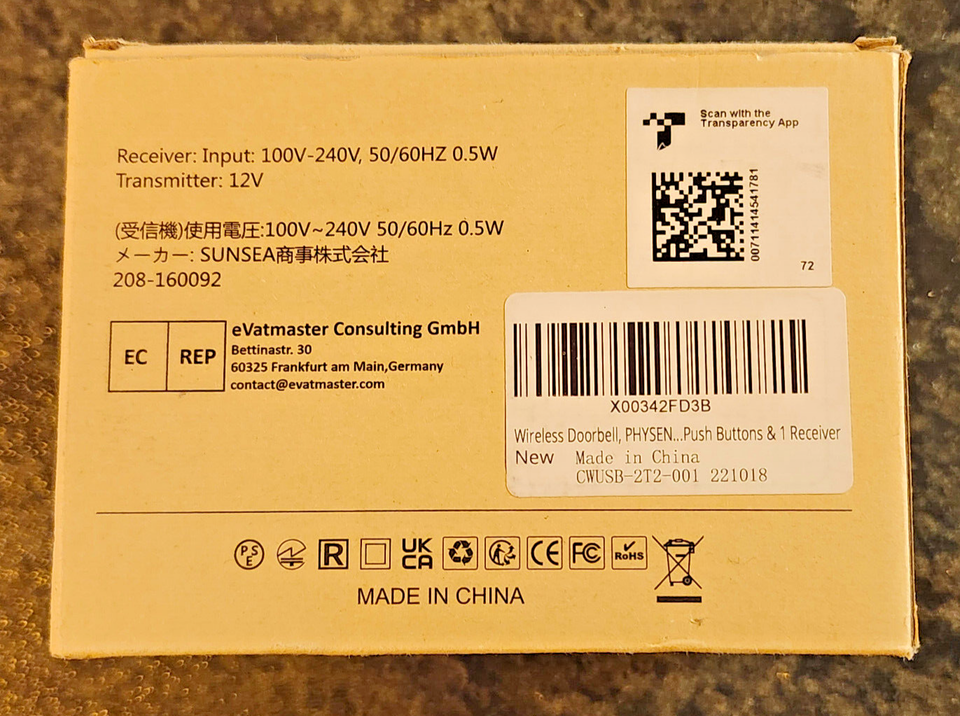 Scan with the
Transparency App
007114145417​81
72
Receiver: Input: 100V-240V, 50/60HZ 0.5W
Transmitter: 12V
(受信機)使用電圧:100V~240V 50/60Hz 0.5W
メーカー: SUNSEA商事株式会社
208-160092
EC REP
eVatmaster Consulting GmbH
Bettinastr. 30
60325 Frankfurt am Main,Germany
contact@evatmaster.com
X00342FD3B
Wireless Doorbell, PHYSEN...Push Buttons & 1 Receiver
New Made in China
CWUSB-2T2-001 221018
PSE R UKCA CE FC RoHS
MADE IN CHINA